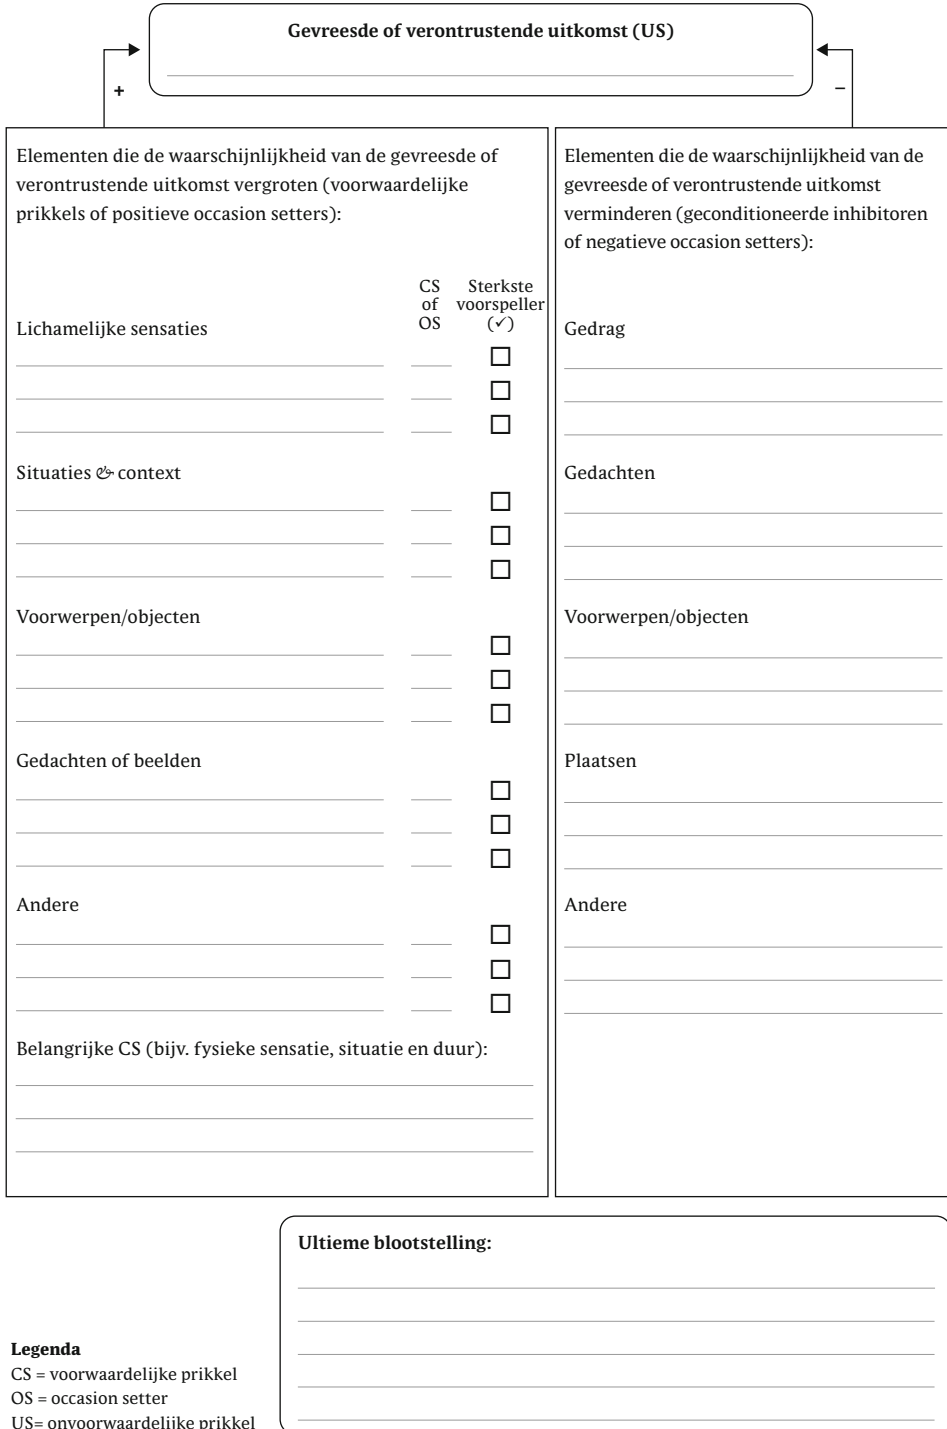 Gevreesde of verontrustende uitkomst (US)
+
–
Elementen die de waarschijnlijkheid van de gevreesde of
verontrustende uitkomst vergroten (voorwaardelijke
prikkels of positieve occasion setters):
CS
of
OS
Sterkste
voorspeller
(✓)
Lichamelijke sensaties
Situaties & context
Voorwerpen/objecten
Gedachten of beelden
Andere
Belangrijke CS (bijv. fysieke sensatie, situatie en duur):
Elementen die de waarschijnlijkheid van de
gevreesde of verontrustende uitkomst
verminderen (geconditioneerde inhibitoren
of negatieve occasion setters):
Gedrag
Gedachten
Voorwerpen/objecten
Plaatsen
Andere
Ultieme blootstelling:
Legenda
CS = voorwaardelijke prikkel
OS = occasion setter
US= onvoorwaardelijke prikkel